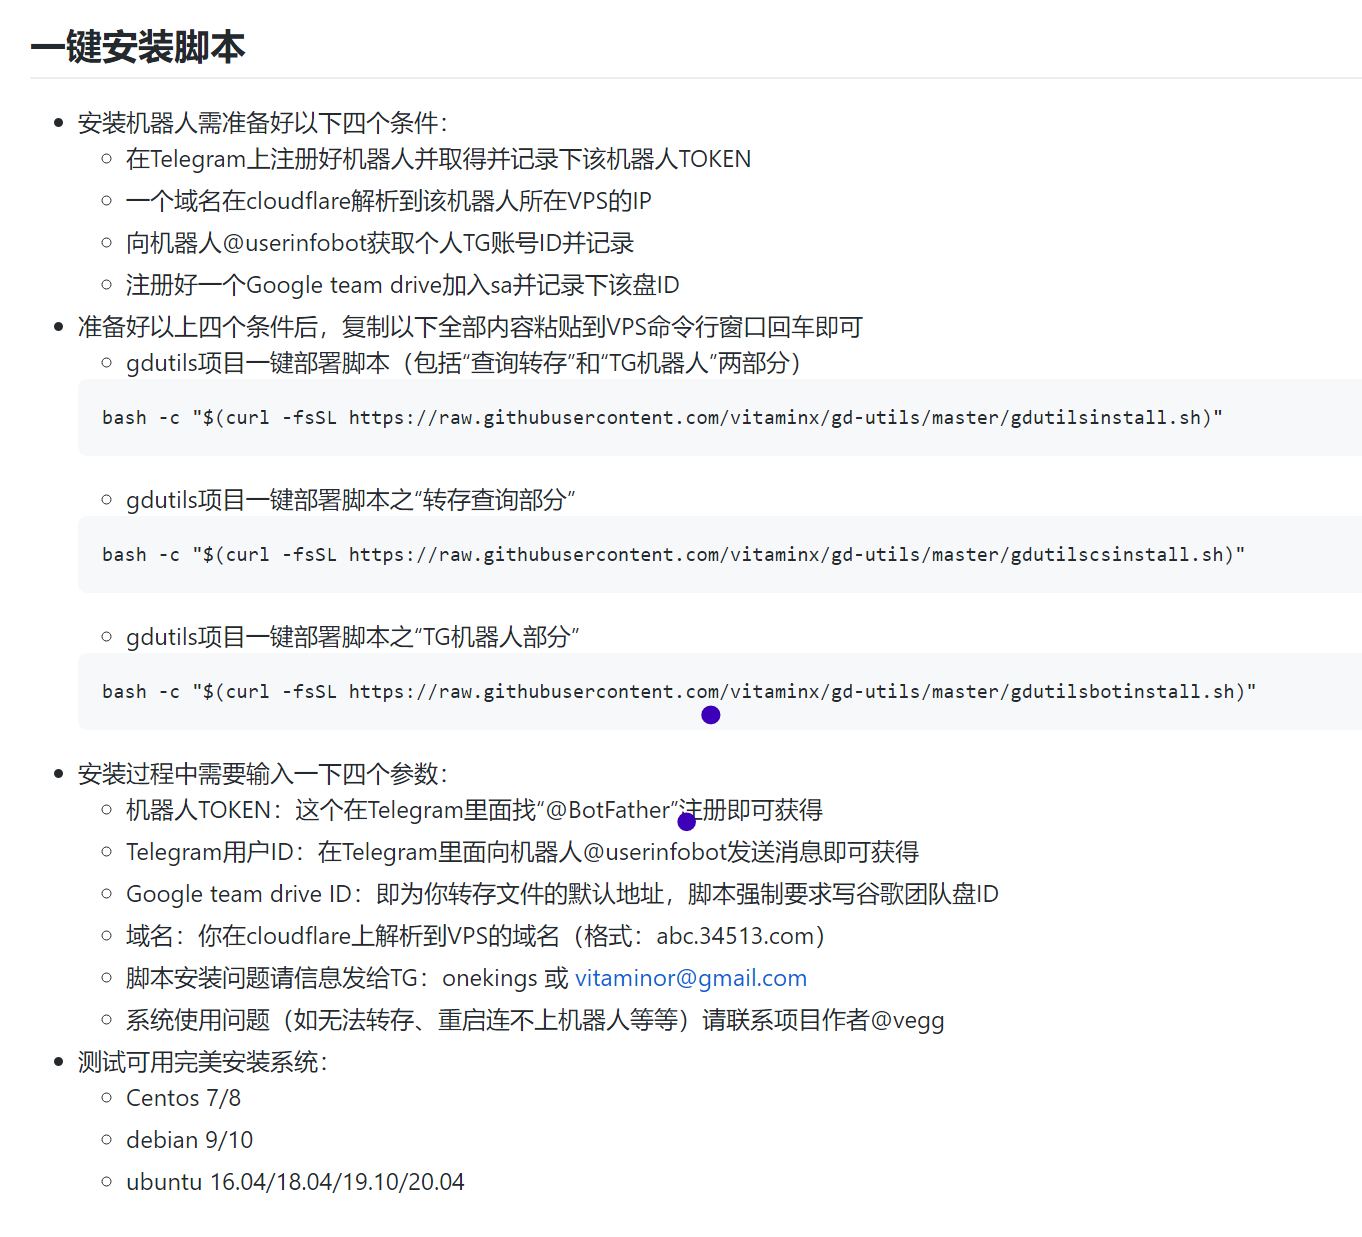 一键安装脚本
安装机器人需准备好以下四个条件：
在Telegram上注册好机器人并取得并记录下该机器人TOKEN
一个域名在cloudflare解析到该机器人所在VPS的IP
向机器人@userinfobot获取个人TG账号ID并记录
注册好一个Google team drive加入sa并记录下该盘ID
准备好以上四个条件后，复制以下全部内容粘贴到VPS命令行窗口回车即可
gdutils项目一键部署脚本（包括“查询转存”和“TG机器人”两部分）
bash -c "$(curl -fsSL https://raw.githubusercontent.com/vitaminx/gd-utils/master/gdutilsinstall.sh)"
gdutils项目一键部署脚本之“转存查询部分”
bash -c "$(curl -fsSL https://raw.githubusercontent.com/vitaminx/gd-utils/master/gdutilscsinstall.sh)"
gdutils项目一键部署脚本之“TG机器人部分”
bash -c "$(curl -fsSL https://raw.githubusercontent.com/vitaminx/gd-utils/master/gdutilsbotinstall.sh)"
安装过程中需要输入一下四个参数：
机器人TOKEN：这个在Telegram里面找“@BotFather”注册即可获得
Telegram用户ID：在Telegram里面向机器人@userinfobot发送消息即可获得
Google team drive ID：即为你转存文件的默认地址，脚本强制要求写谷歌团队盘ID
域名：你在cloudflare上解析到VPS的域名（格式：abc.34513.com）
脚本安装问题请信息发给TG：onekings 或 vitaminor@gmail.com
系统使用问题（如无法转存、重启连不上机器人等等）请联系项目作者@vegg
测试可用完美安装系统：
Centos 7/8
debian 9/10
ubuntu 16.04/18.04/19.10/20.04